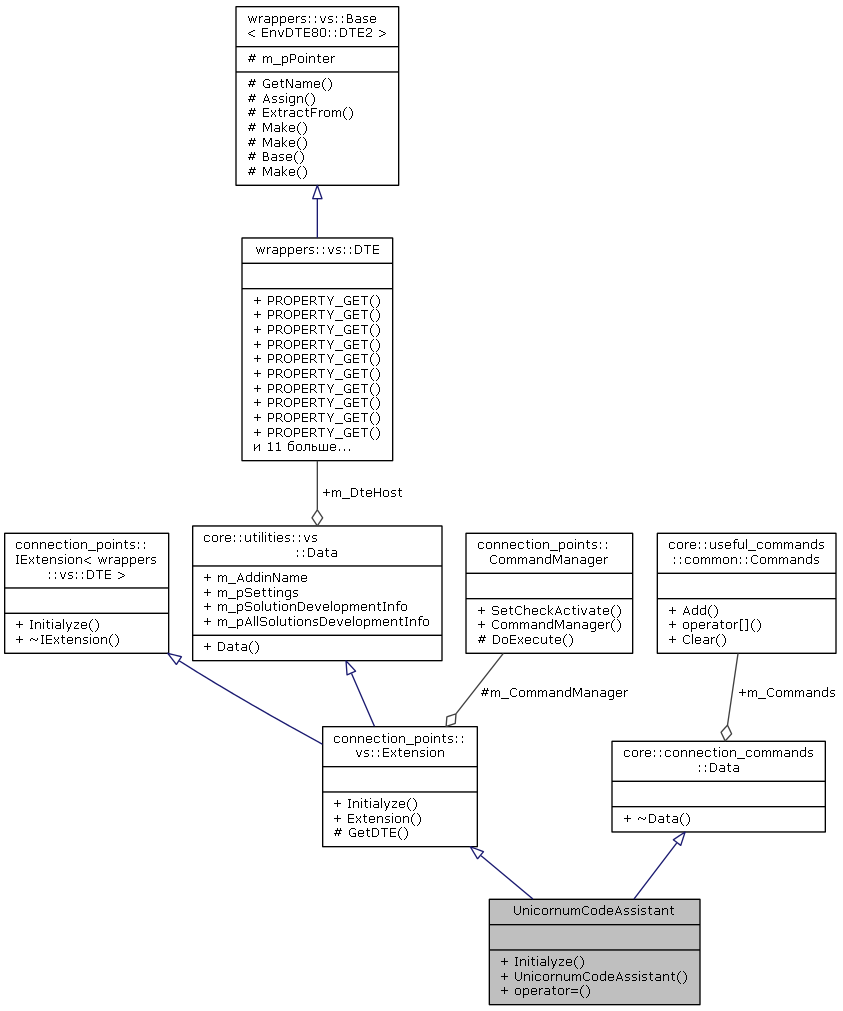 wrappers::vs::Base
< EnvDTE80::DTE2 >
# m_pPointer
# GetName()
# Assign()
# ExtractFrom()
# Make()
# Make()
# Base()
# Make()
wrappers::vs::DTE
+ PROPERTY_GET()
+ PROPERTY_GET()
+ PROPERTY_GET()
+ PROPERTY_GET()
+ PROPERTY_GET()
+ PROPERTY_GET()
+ PROPERTY_GET()
+ PROPERTY_GET()
+ PROPERTY_GET()
+ PROPERTY_GET()
и 11 больше...
+m_DteHost
connection_points::
IExtension< wrappers
::vs::DTE >
+ Initialyze()
+ ~IExtension()
core::utilities::vs
::Data
+ m_AddinName
+ m_pSettings
+ m_pSolutionDevelopmentInfo
+ m_pAllSolutionsDevelopmentInfo
+ Data()
connection_points::
CommandManager
+ SetCheckActivate()
+ CommandManager()
# DoExecute()
core::useful_commands
::common::Commands
+ Add()
+ operator[]()
+ Clear()
#m_CommandManager
+m_Commands
connection_points::
vs::Extension
+ Initialyze()
+ Extension()
# GetDTE()
core::connection_commands
::Data
+ ~Data()
UnicornumCodeAssistant
+ Initialyze()
+ UnicornumCodeAssistant()
+ operator=()